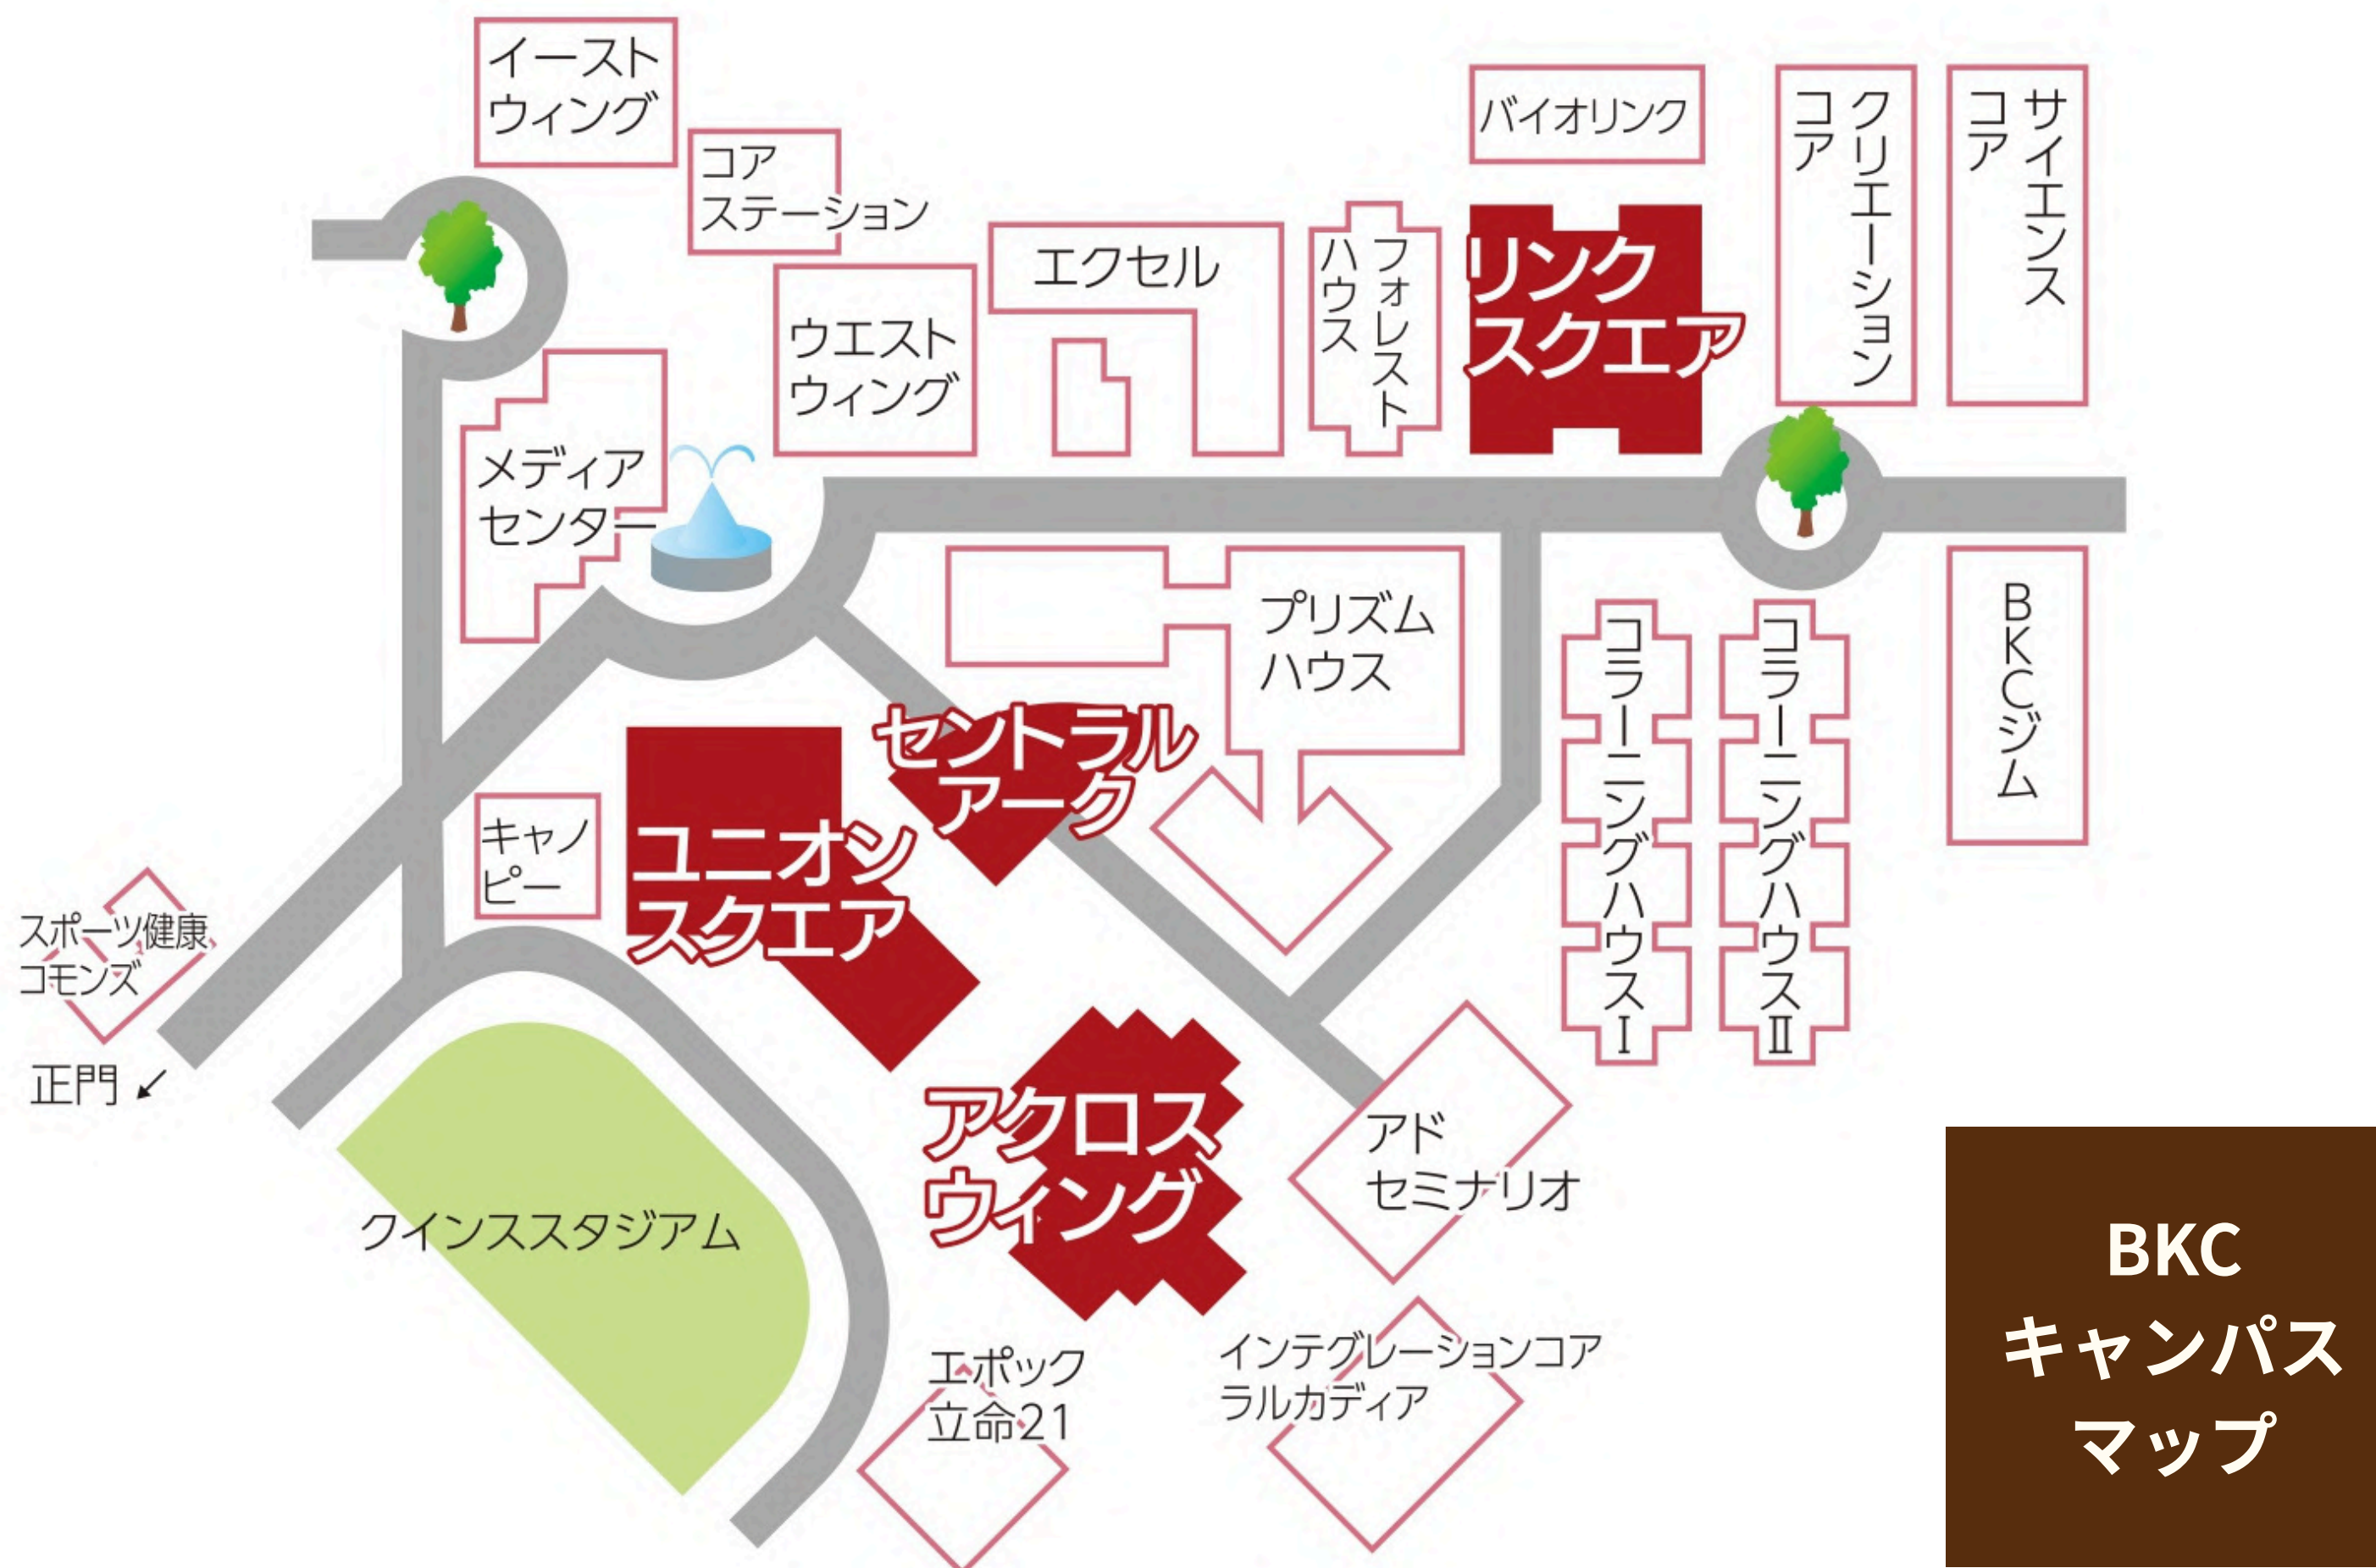 イースト
ウィング
コア
ステーション
バイオリンク
クリエーション
コア
サイエンス
コア
エクセル
フォレスト
ハウス
リンク
スクエア
ウエスト
ウィング
メディア
センター
プリズム
ハウス
BKCジム
コラーニングハウスⅠ
コラーニングハウスⅡ
セントラル
アーク
キャノ
ピー
ユニオン
スクエア
スポーツ健康
コモンズ
正門
アクロス
ウィング
アド
セミナリオ
クインススタジアム
エポック
立命21
インテグレーションコア
ラルカディア
BKC
キャンパス
マップ